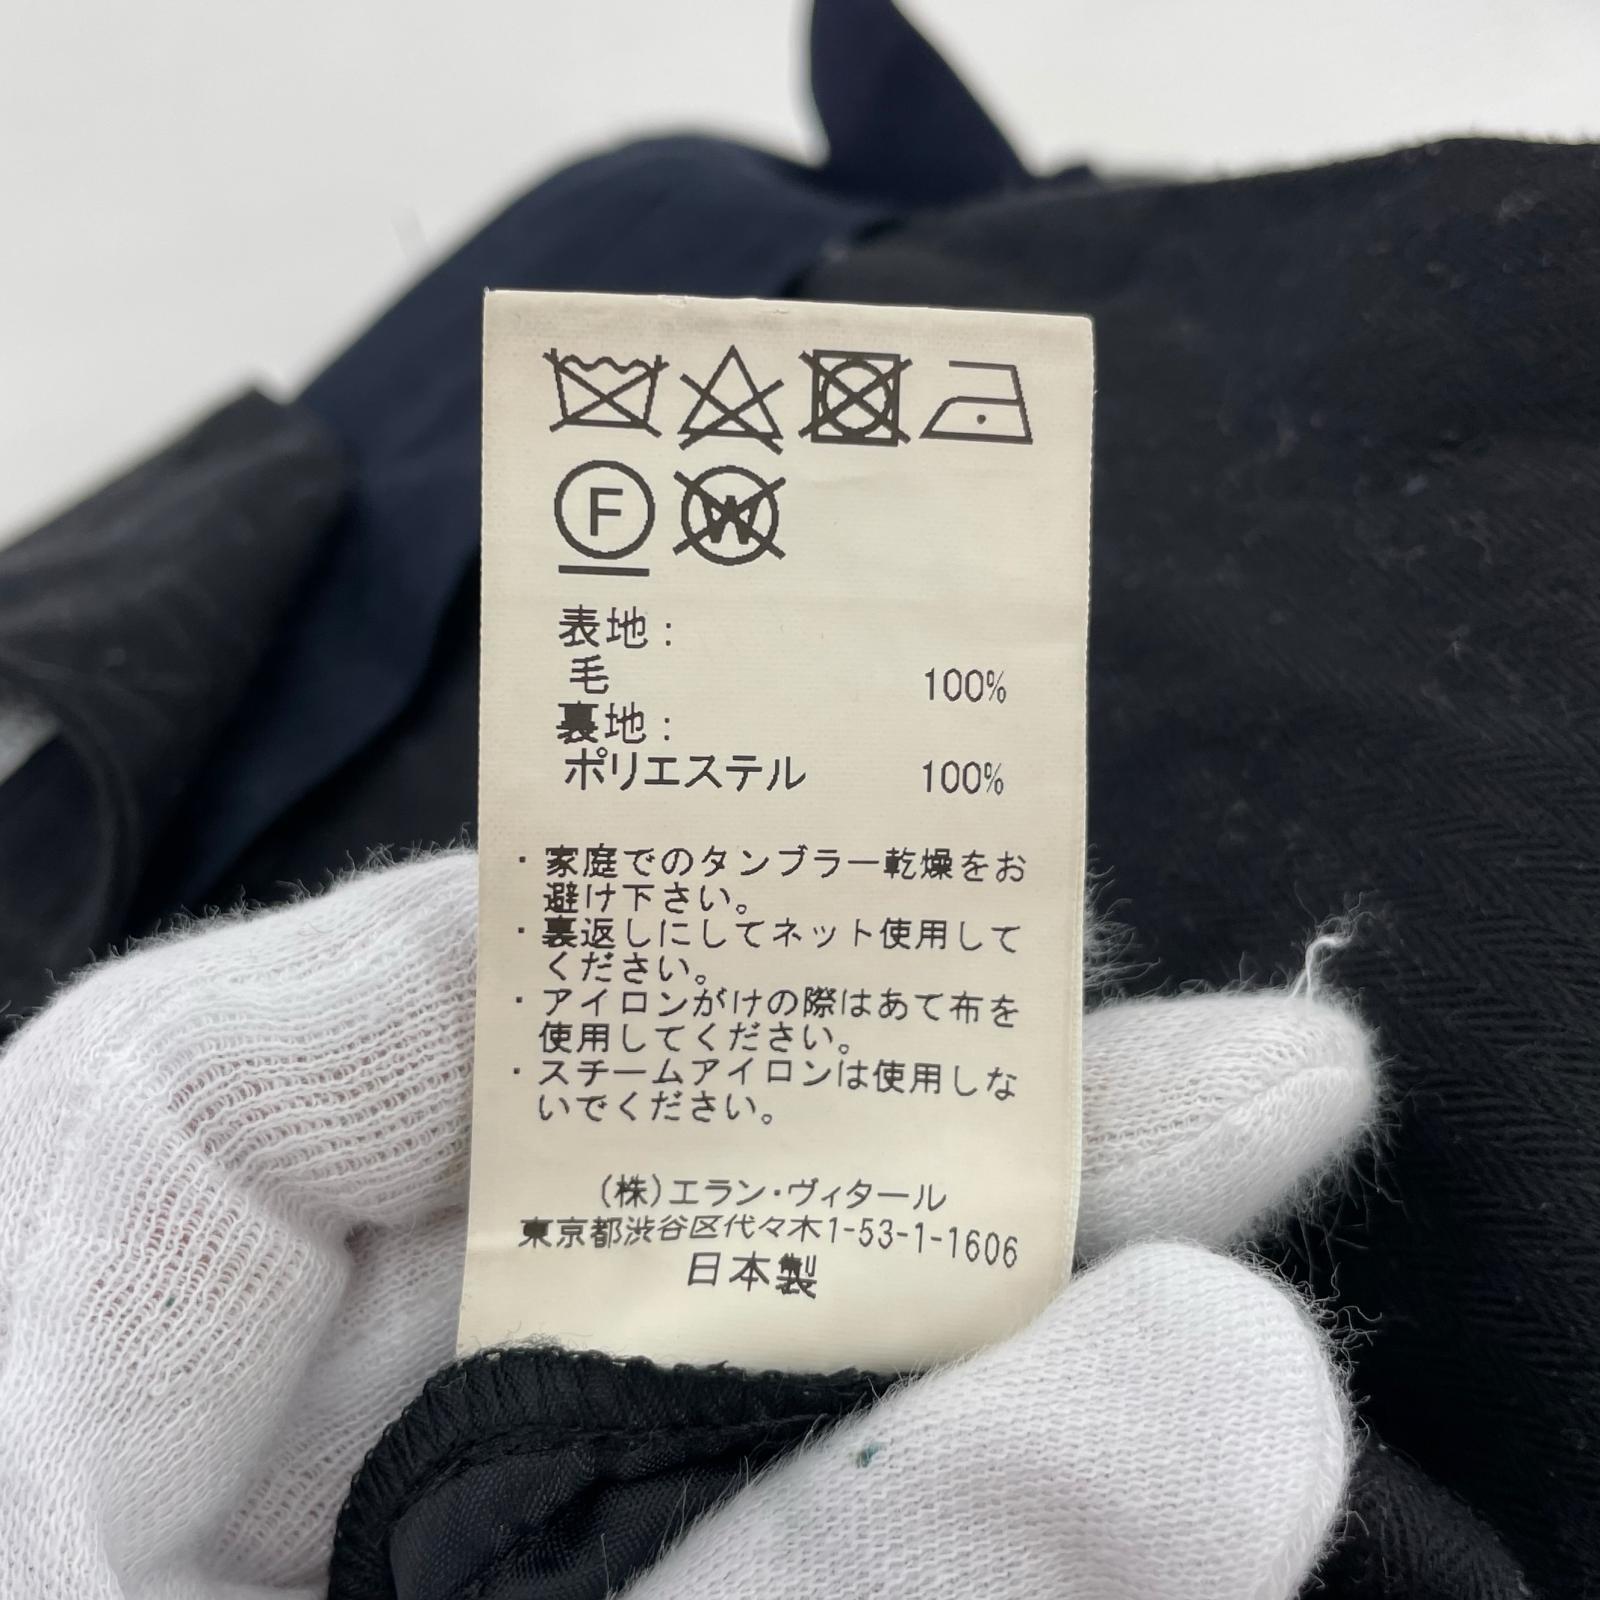 F W
表地:
毛 100%
裏地:
ポリエステル 100%
・家庭でのタンブラー乾燥をお
避け下さい。
・裏返しにしてネット使用して
ください。
・アイロンがけの際はあて布を
使用してください。
・スチームアイロンは使用しな
いでください。
(株)エラン・ヴィタール
東京都渋谷区代々木1-53-1-1606
日本製